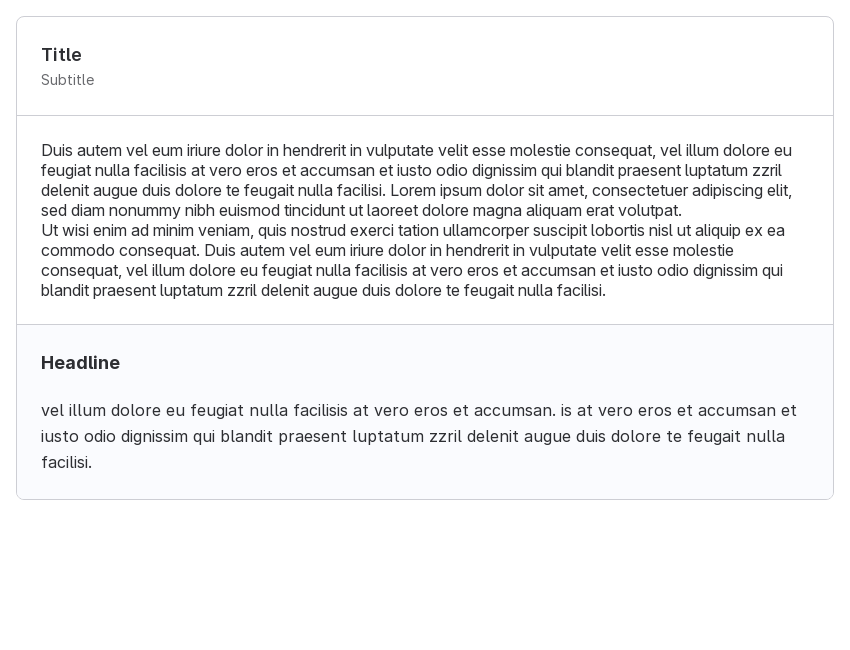 Title
Subtitle
Duis autem vel eum iriure dolor in hendrerit in vulputate velit esse molestie consequat, vel illum dolore eu
feugiat nulla facilisis at vero eros et accumsan et iusto odio dignissim qui blandit praesent luptatum zzril
delenit augue duis dolore te feugait nulla facilisi. Lorem ipsum dolor sit amet, consectetuer adipiscing elit,
sed diam nonummy nibh euismod tincidunt ut laoreet dolore magna aliquam erat volutpat.
Ut wisi enim ad minim veniam, quis nostrud exerci tation ullamcorper suscipit lobortis nisl ut aliquip ex ea
commodo consequat. Duis autem vel eum iriure dolor in hendrerit in vulputate velit esse molestie
consequat, vel illum dolore eu feugiat nulla facilisis at vero eros et accumsan et iusto odio dignissim qui
blandit praesent luptatum zzril delenit augue duis dolore te feugait nulla facilisi.
Headline
vel illum dolore eu feugiat nulla facilisis at vero eros et accumsan. is at vero eros et accumsan et
iusto odio dignissim qui blandit praesent luptatum zzril delenit augue duis dolore te feugait nulla
facilisi.